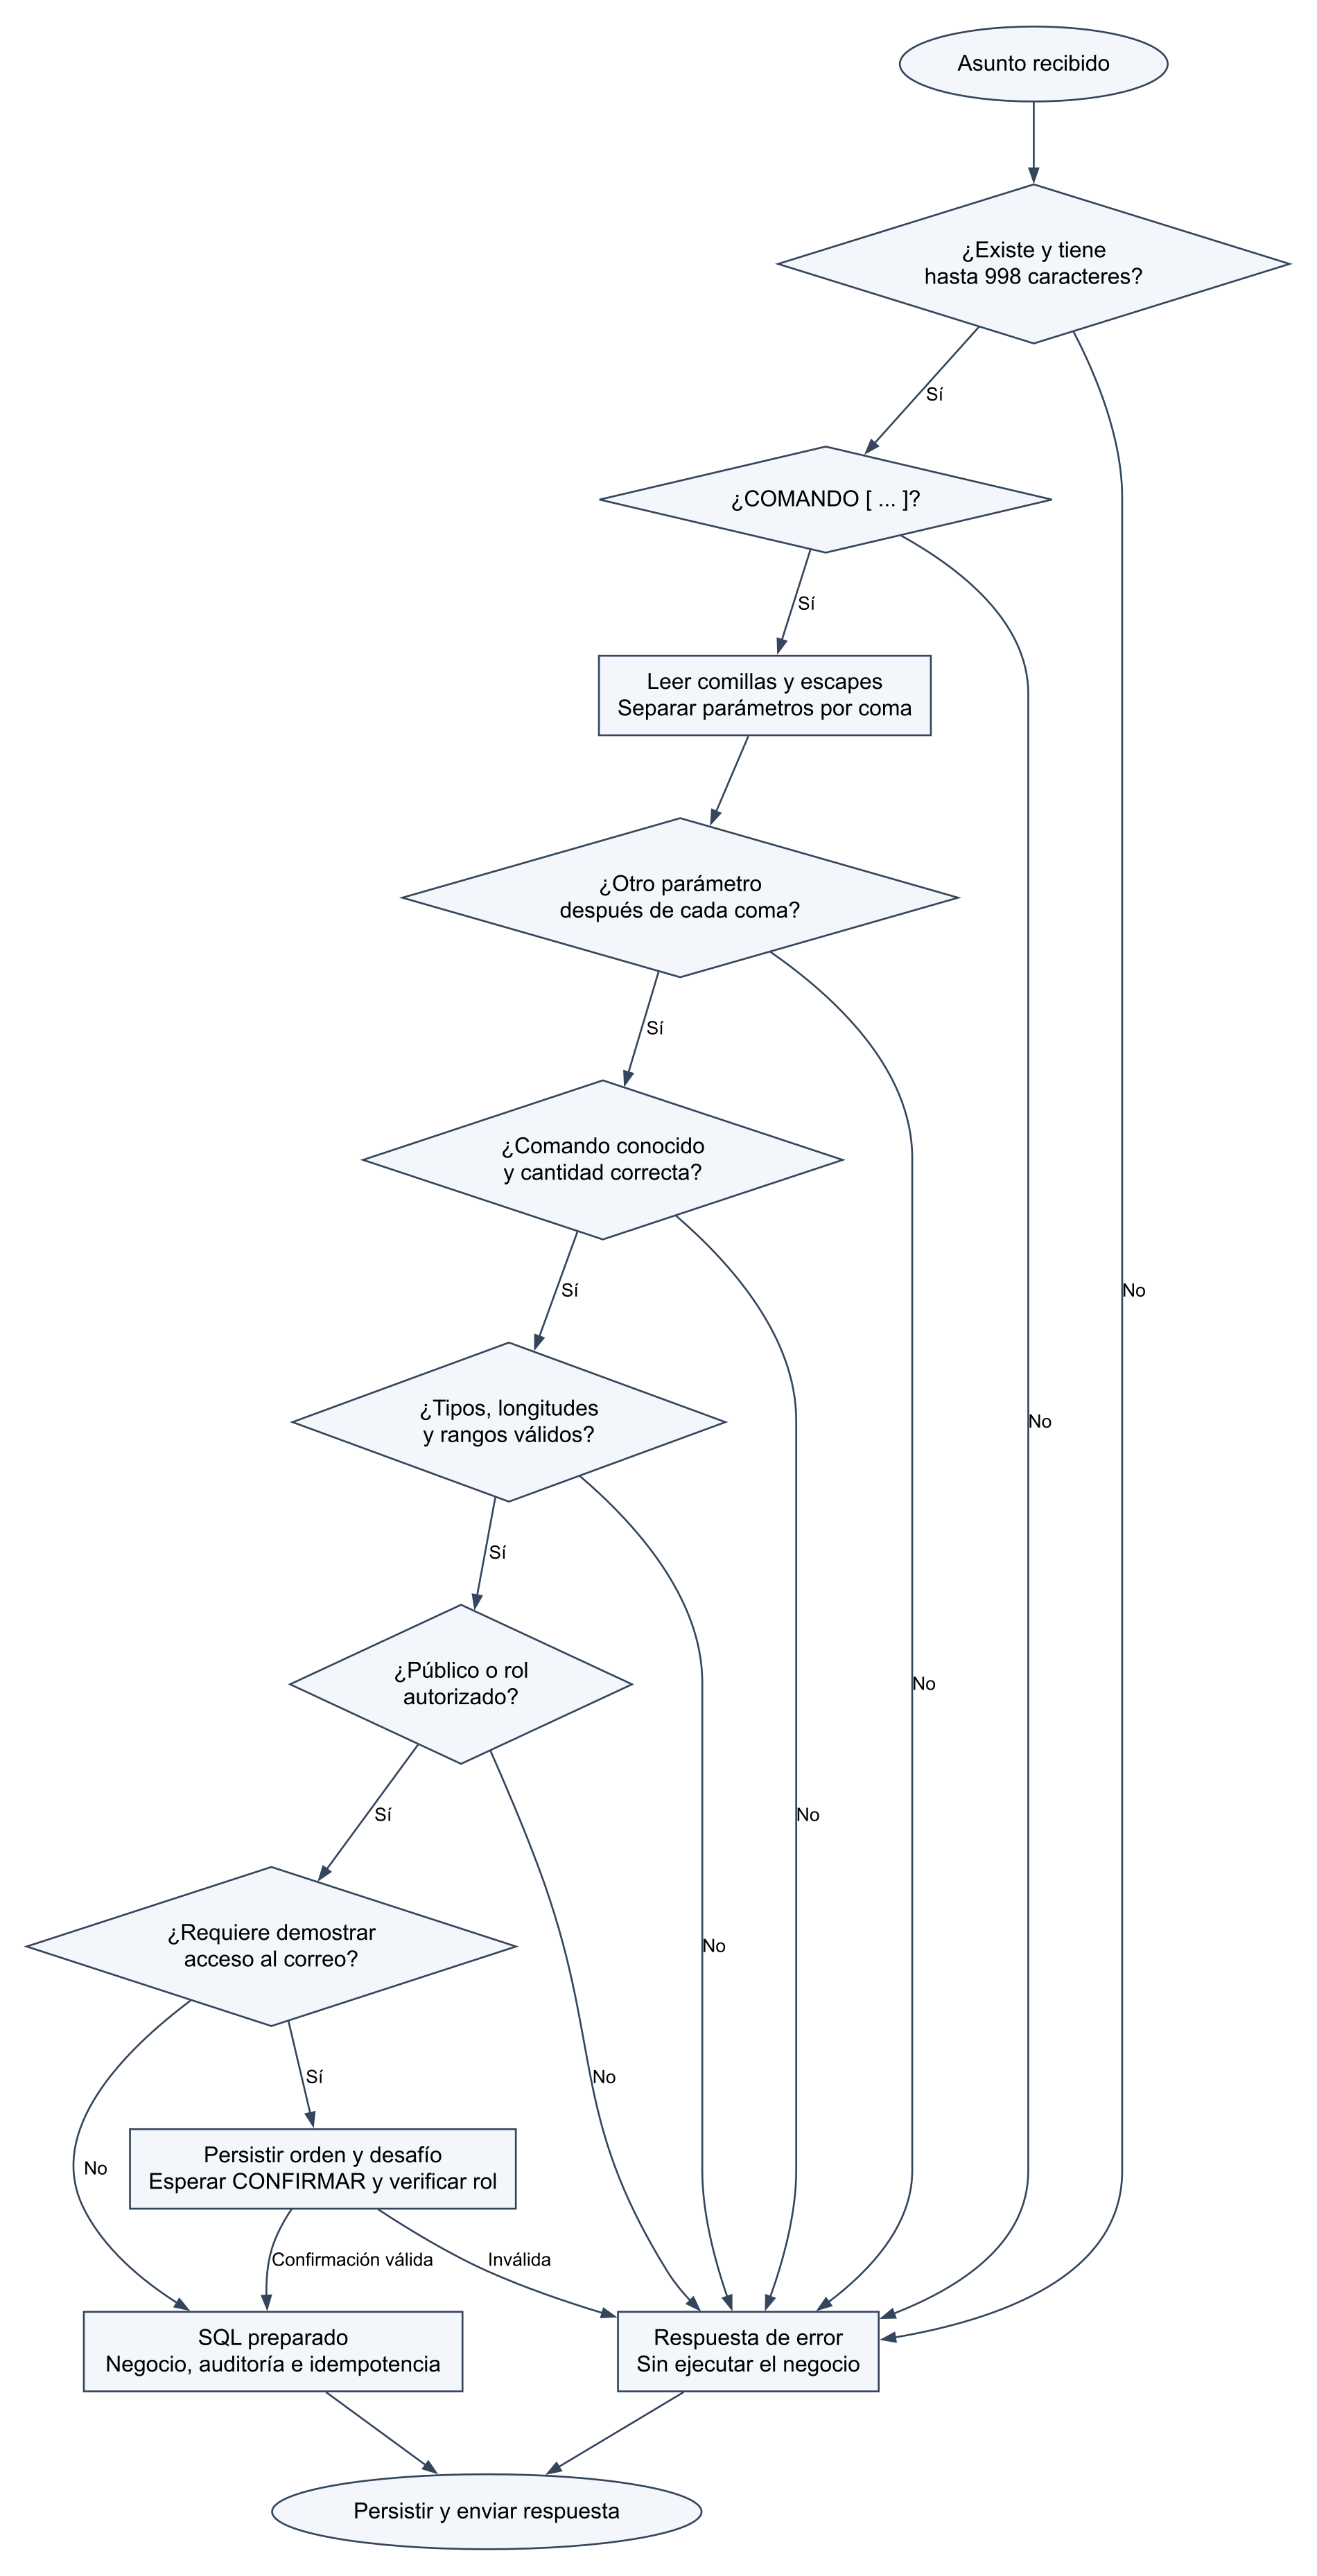 Asunto recibido
¿Existe y tiene
hasta 998 caracteres?
Sí
¿COMANDO [ ... ]?
Sí
Leer comillas y escapes
Separar parámetros por coma
¿Otro parámetro
después de cada coma?
Sí
¿Comando conocido
y cantidad correcta?
Sí
No
¿Tipos, longitudes
y rangos válidos?
No
Sí
¿Público o rol
autorizado?
No
Sí
No
¿Requiere demostrar
acceso al correo?
No
Sí
No
Persistir orden y desafío
Esperar CONFIRMAR y verificar rol
No
Confirmación válida
Inválida
SQL preparado
Negocio, auditoría e idempotencia
Respuesta de error
Sin ejecutar el negocio
Persistir y enviar respuesta